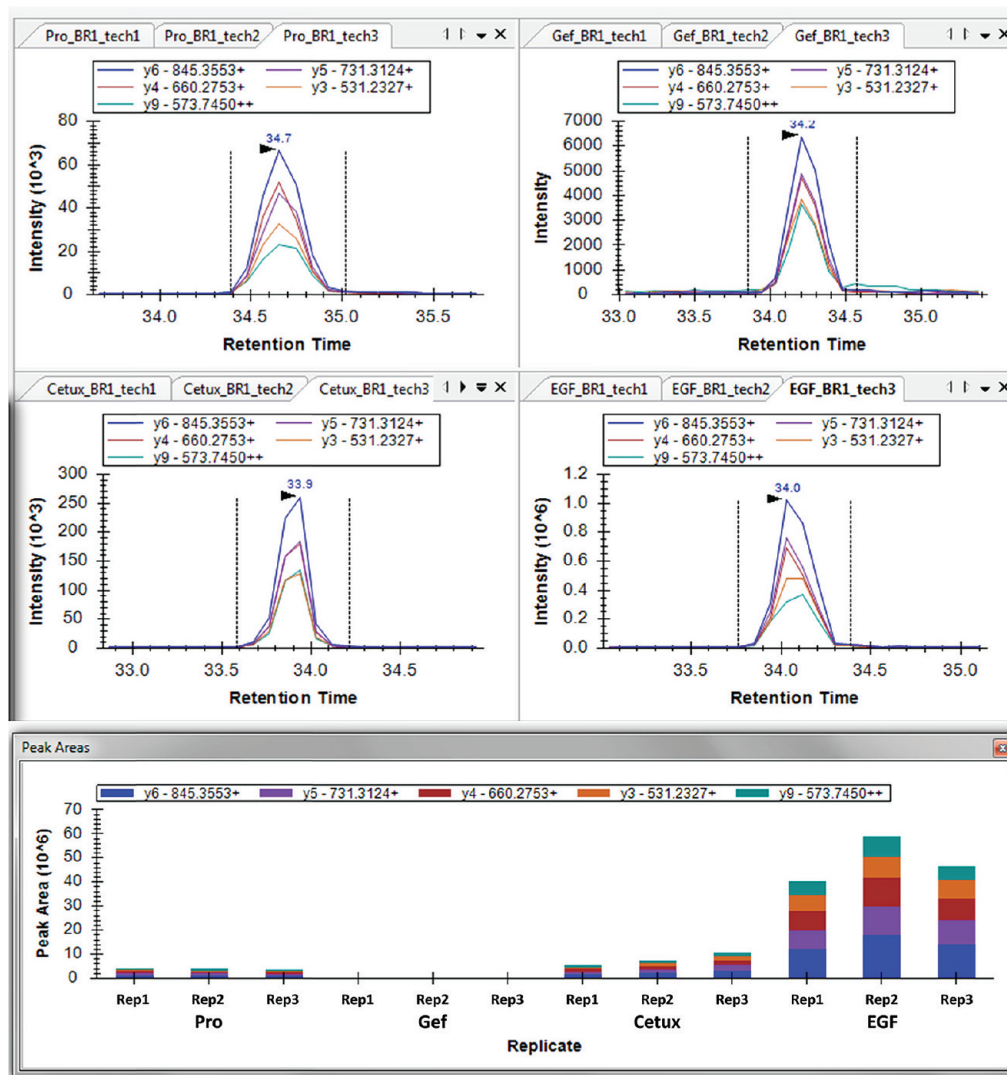 Pro_BR1_tech1 Pro_BR1_tech2 Pro_BR1_tech3
y6 - 845.3553+ y5 - 731.3124+
y4 - 660.2753+ y3 - 531.2327+
y9 - 573.7450++
Intensity (10^3)
80
60
40
20
0
34.7
34.0 34.5 35.0 35.5
Retention Time
Gef_BR1_tech1 Gef_BR1_tech2 Gef_BR1_tech3
y6 - 845.3553+ y5 - 731.3124+
y4 - 660.2753+ y3 - 531.2327+
y9 - 573.7450++
Intensity
7000
6000
5000
4000
3000
2000
1000
0
34.2
33.0 33.5 34.0 34.5 35.0
Retention Time
Cetux_BR1_tech1 Cetux_BR1_tech2 Cetux_BR1_tech3
y6 - 845.3553+ y5 - 731.3124+
y4 - 660.2753+ y3 - 531.2327+
y9 - 573.7450++
Intensity (10^3)
300
250
200
150
100
50
0
33.9
33.0 33.5 34.0 34.5
Retention Time
EGF_BR1_tech1 EGF_BR1_tech2 EGF_BR1_tech3
y6 - 845.3553+ y5 - 731.3124+
y4 - 660.2753+ y3 - 531.2327+
y9 - 573.7450++
Intensity (10^6)
1.2
1.0
0.8
0.6
0.4
0.2
0.0
34.0
33.5 34.0 34.5 35.0
Retention Time
Peak Areas
y6 - 845.3553+ y5 - 731.3124+ y4 - 660.2753+ y3 - 531.2327+ y9 - 573.7450++
Peak Area (10^6)
70
60
50
40
30
20
10
0
Rep1 Rep2 Rep3 Rep1 Rep2 Rep3 Rep1 Rep2 Rep3 Rep1 Rep2 Rep3
Pro Gef Cetux EGF
Replicate